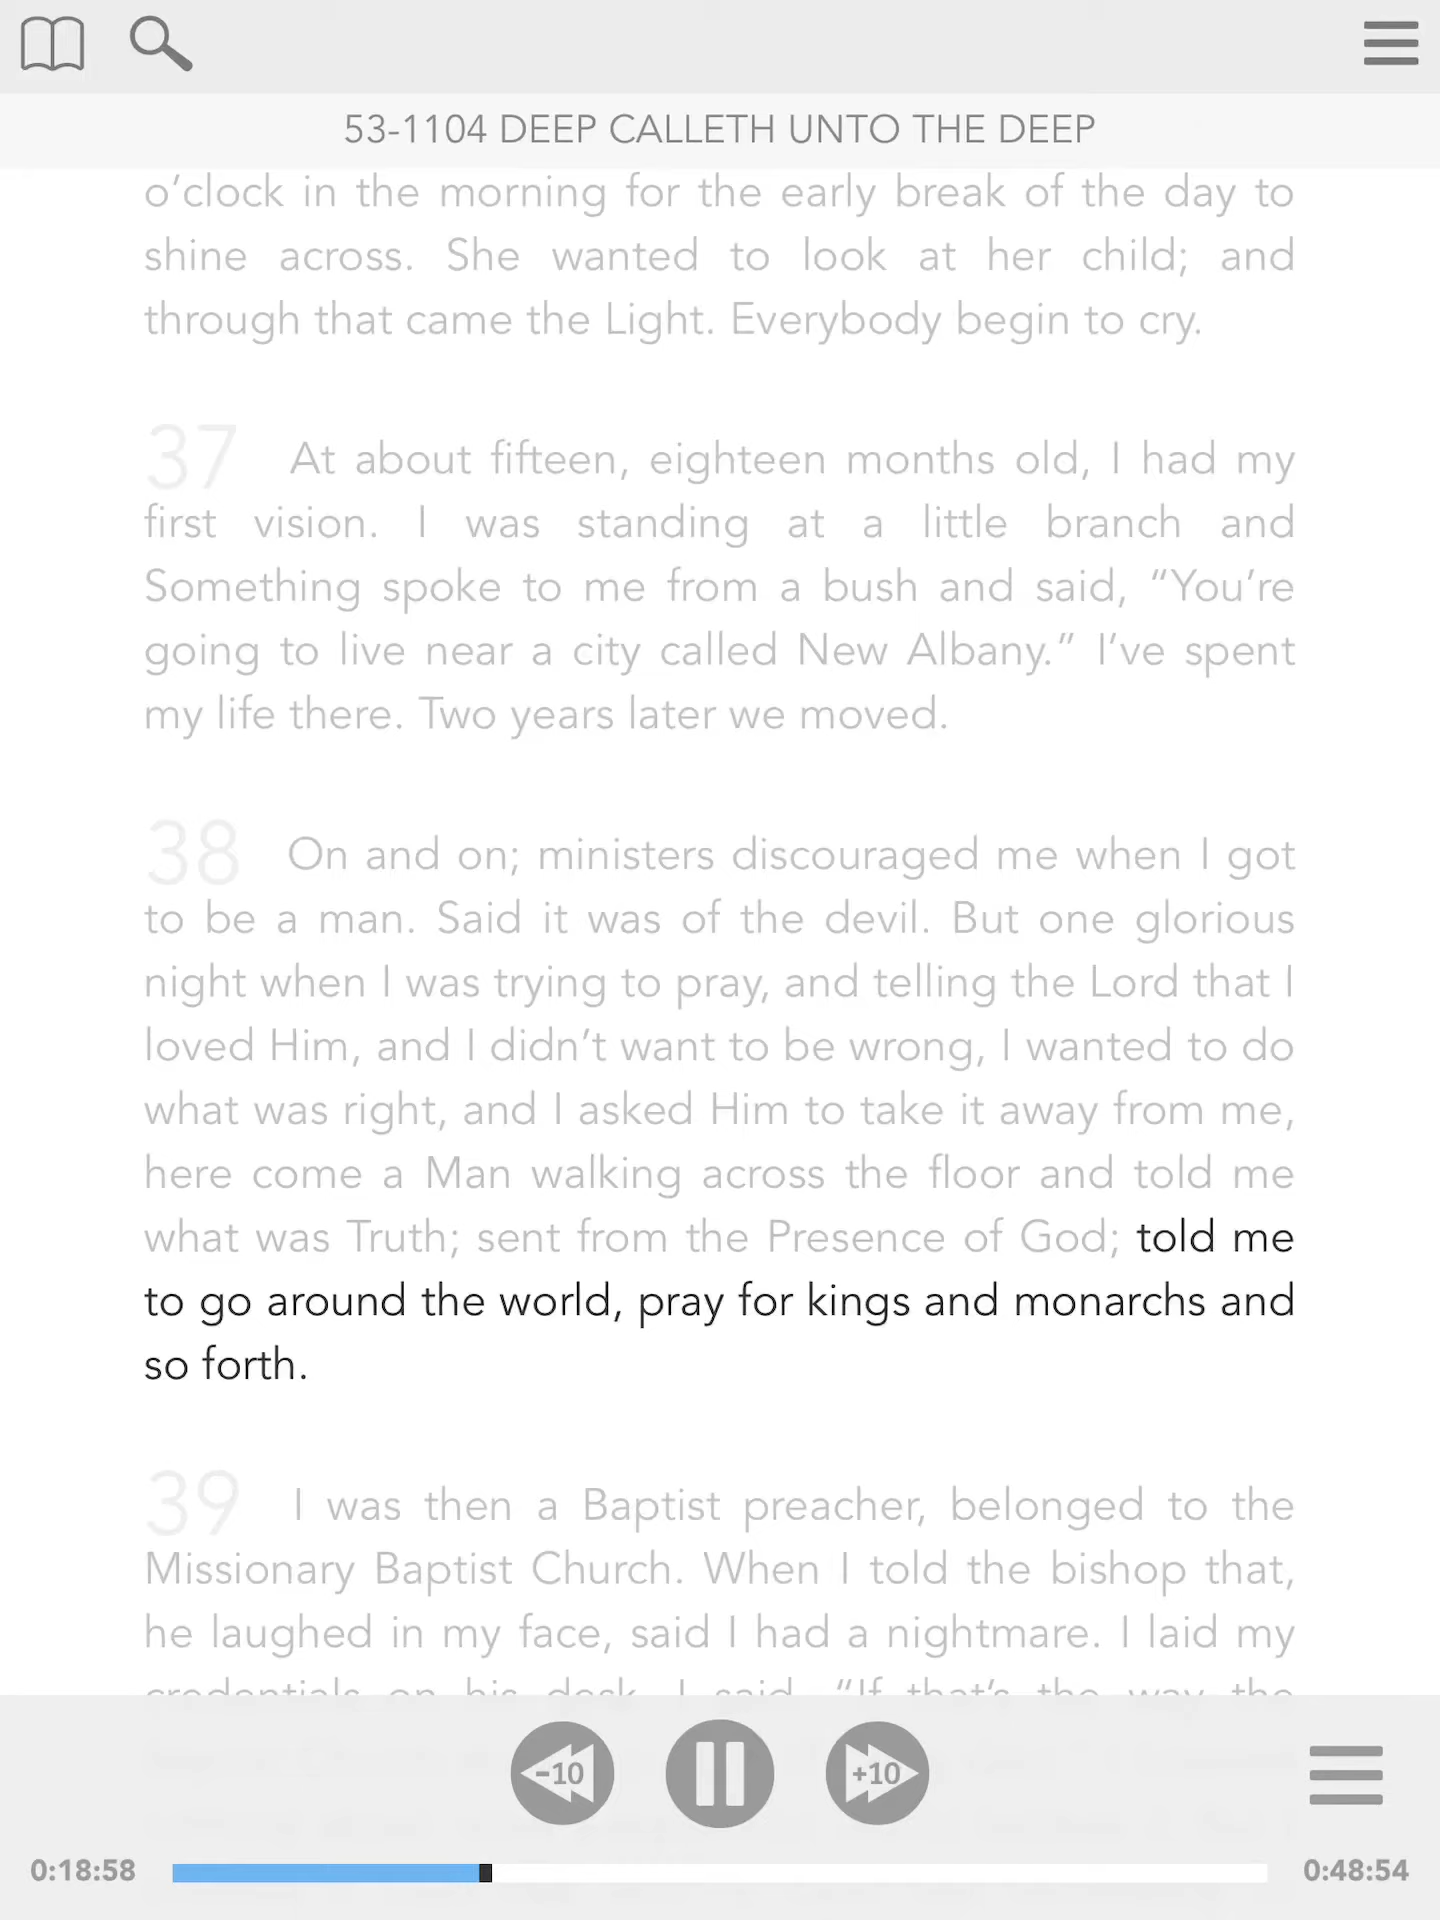 53-1104 DEEP CALLETH UNTO THE DEEP
o’clock in the morning for the early break of the day to
shine across. She wanted to look at her child; and
through that came the Light. Everybody begin to cry.
37 At about fifteen, eighteen months old, I had my
first vision. I was standing at a little branch and
Something spoke to me from a bush and said, “You’re
going to live near a city called New Albany.” I’ve spent
my life there. Two years later we moved.
38 On and on; ministers discouraged me when I got
to be a man. Said it was of the devil. But one glorious
night when I was trying to pray, and telling the Lord that I
loved Him, and I didn’t want to be wrong, I wanted to do
what was right, and I asked Him to take it away from me,
here come a Man walking across the floor and told me
what was Truth; sent from the Presence of God; told me
to go around the world, pray for kings and monarchs and
so forth.
39 I was then a Baptist preacher, belonged to the
Missionary Baptist Church. When I told the bishop that,
he laughed in my face, said I had a nightmare. I laid my
credentials on his desk. I said, “If that’s the way the
-10 +10
0:18:58 0:48:54